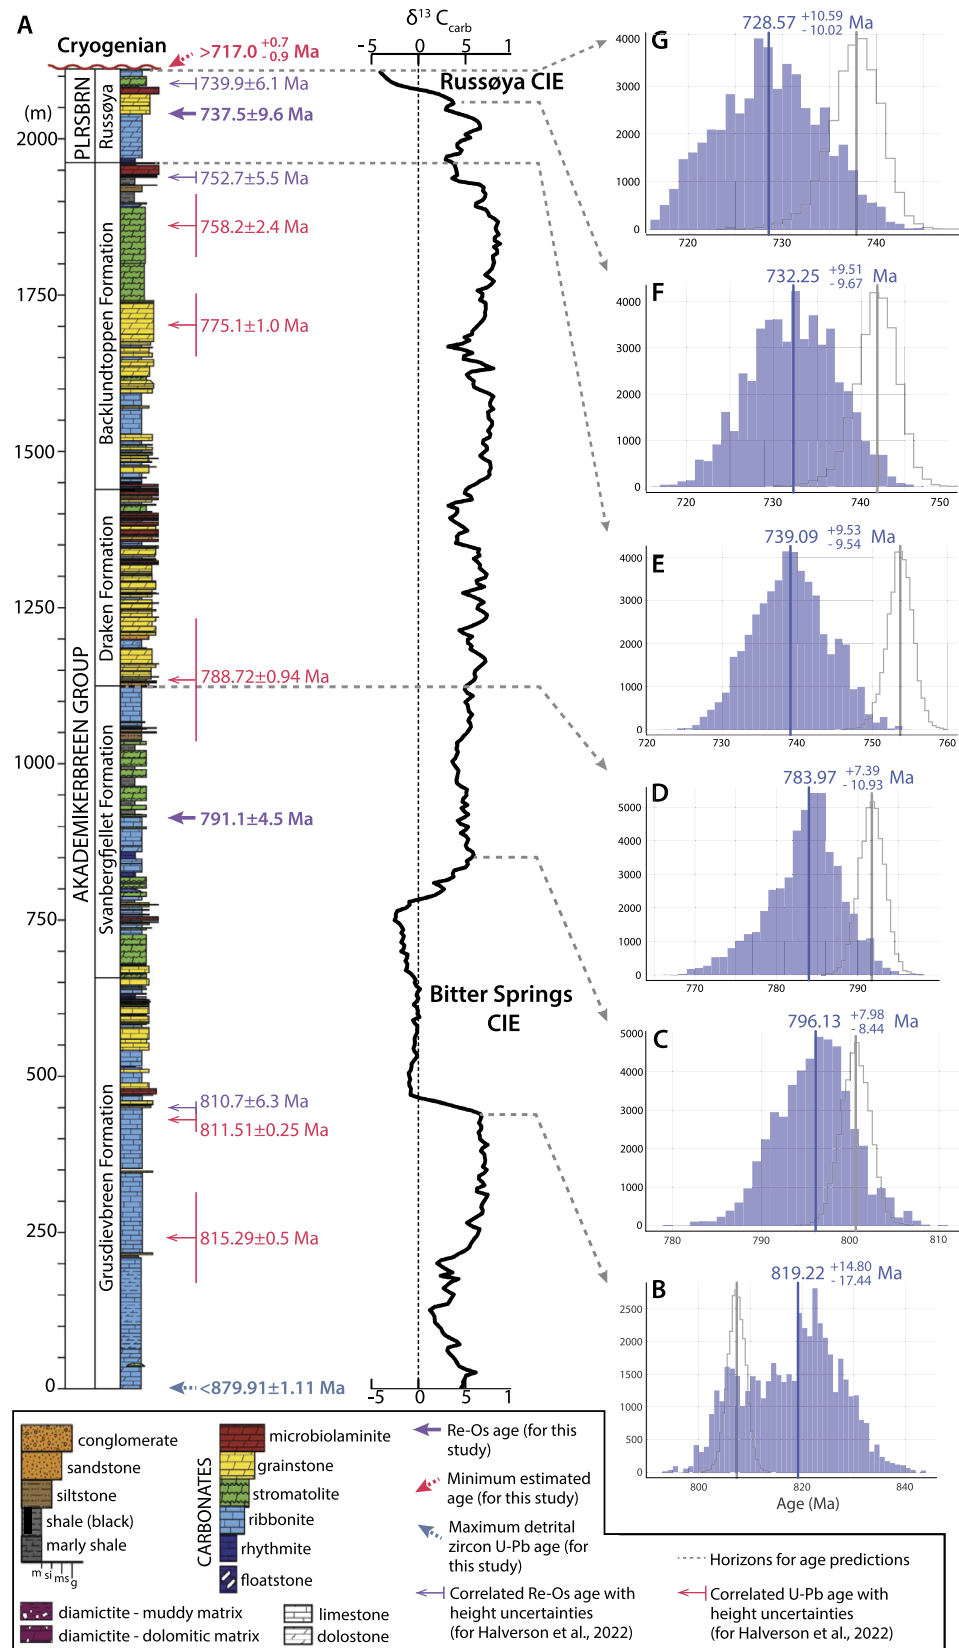 A
δ13 Ccarb
-5 0 5 1
Cryogenian
>717.0 +0.7 - 0.9 Ma
(m)
2000
1750
1500
1250
1000
750
500
250
0
PLRSBRN
Russøya
AKADEMIKERBREEN GROUP
Backlundtoppen Formation
Draken Formation
Svanbergfjellet Formation
Grusdievbreen Formation
739.9±6.1 Ma
737.5±9.6 Ma
752.7±5.5 Ma
758.2±2.4 Ma
775.1±1.0 Ma
788.72±0.94 Ma
791.1±4.5 Ma
810.7±6.3 Ma
811.51±0.25 Ma
815.29±0.5 Ma
<879.91±1.11 Ma
Russøya CIE
Bitter Springs
CIE
-5 0 5 1
G
728.57 +10.59 - 10.02 Ma
4000
3000
2000
1000
0
720 730 740
F
732.25 +9.51 - 9.67 Ma
4000
3000
2000
1000
0
720 730 740 750
E
739.09 +9.53 - 9.54 Ma
4000
3000
2000
1000
0
720 730 740 750 760
D
783.97 +7.39 - 10.93 Ma
5000
4000
3000
2000
1000
0
770 780 790
C
796.13 +7.98 - 8.44 Ma
5000
4000
3000
2000
1000
0
780 790 800 810
B
819.22 +14.80 - 17.44 Ma
2500
2000
1500
1000
500
0
800 820 840
Age (Ma)
conglomerate
sandstone
siltstone
shale (black)
marly shale
m si ms g
diamictite - muddy matrix
diamictite - dolomitic matrix
CARBONATES
microbiolaminite
grainstone
stromatolite
ribbonite
rhythmite
floatstone
limestone
dolostone
Re-Os age (for this
study)
Minimum estimated
age (for this study)
Maximum detrital
zircon U-Pb age (for
this study)
Correlated Re-Os age with
height uncertainties
(for Halverson et al., 2022)
Horizons for age predictions
Correlated U-Pb age with
height uncertainties
(for Halverson et al., 2022)